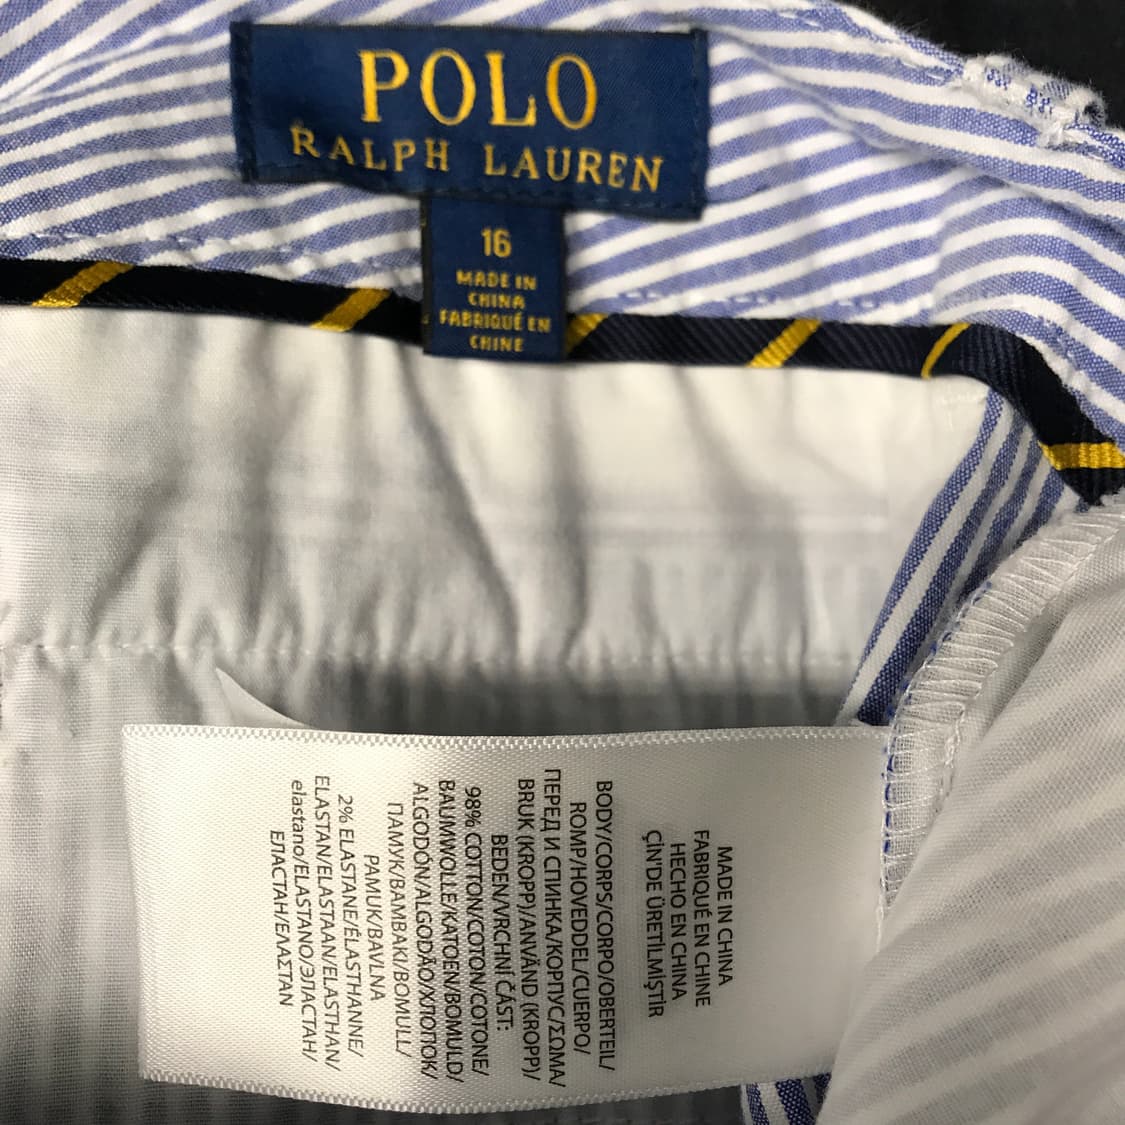 POLO
RALPH LAUREN
16
MADE IN
CHINA
FABRIQUÉ EN
CHINE
MADE IN CHINA
FABRIQUÉ EN CHINE
HECHO EN CHINA
ÇİN'DE ÜRETİLMİŞTİR
BODY/CORPS/CORPO/OBERTEIL/
ROMP/HOVEDDEL/CUERPO/
ПЕРЕД И СПИНКА/КОРПУС/ΣΩΜΑ/
BRUK (KROPP)/ANVÄND (KROPP)/
BEDEN/VRCHNÍ ČÁST:
98% COTTON/COTON/COTONE/
BAUMWOLLE/KATOEN/BOMULD/
ALGODÓN/ALGODÃO/ХЛОПОК/
ПАМУК/ΒΑΜΒΑΚΙ/BOMULL/
PAMUK/BAVLNA
2% ELASTANE/ÉLASTHANNE/
ELASTAN/ELASTAAN/ELASTHAN/
elastano/ELASTANO/ЭЛАСТАН/
ЕЛАСТАН/ΕΛΑΣΤΑΝ